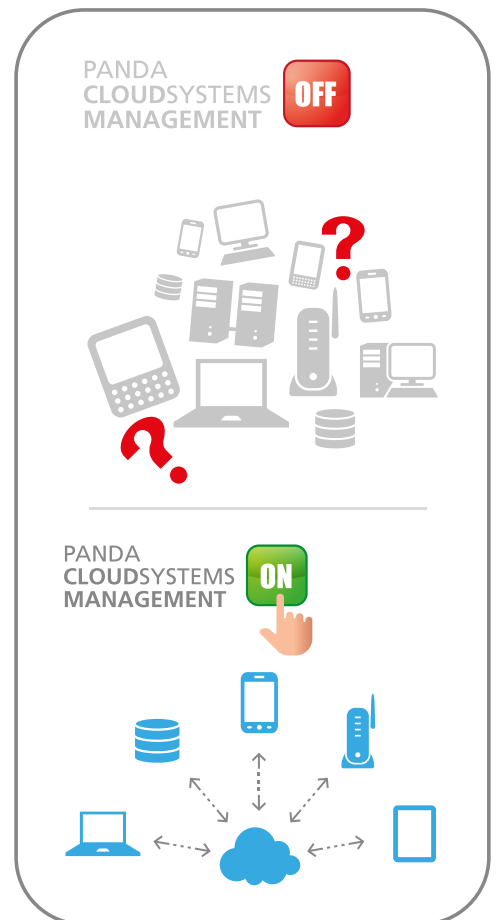 PANDA
CLOUDSYSTEMS
MANAGEMENT
OFF
?
?
PANDA
CLOUDSYSTEMS
MANAGEMENT
ON